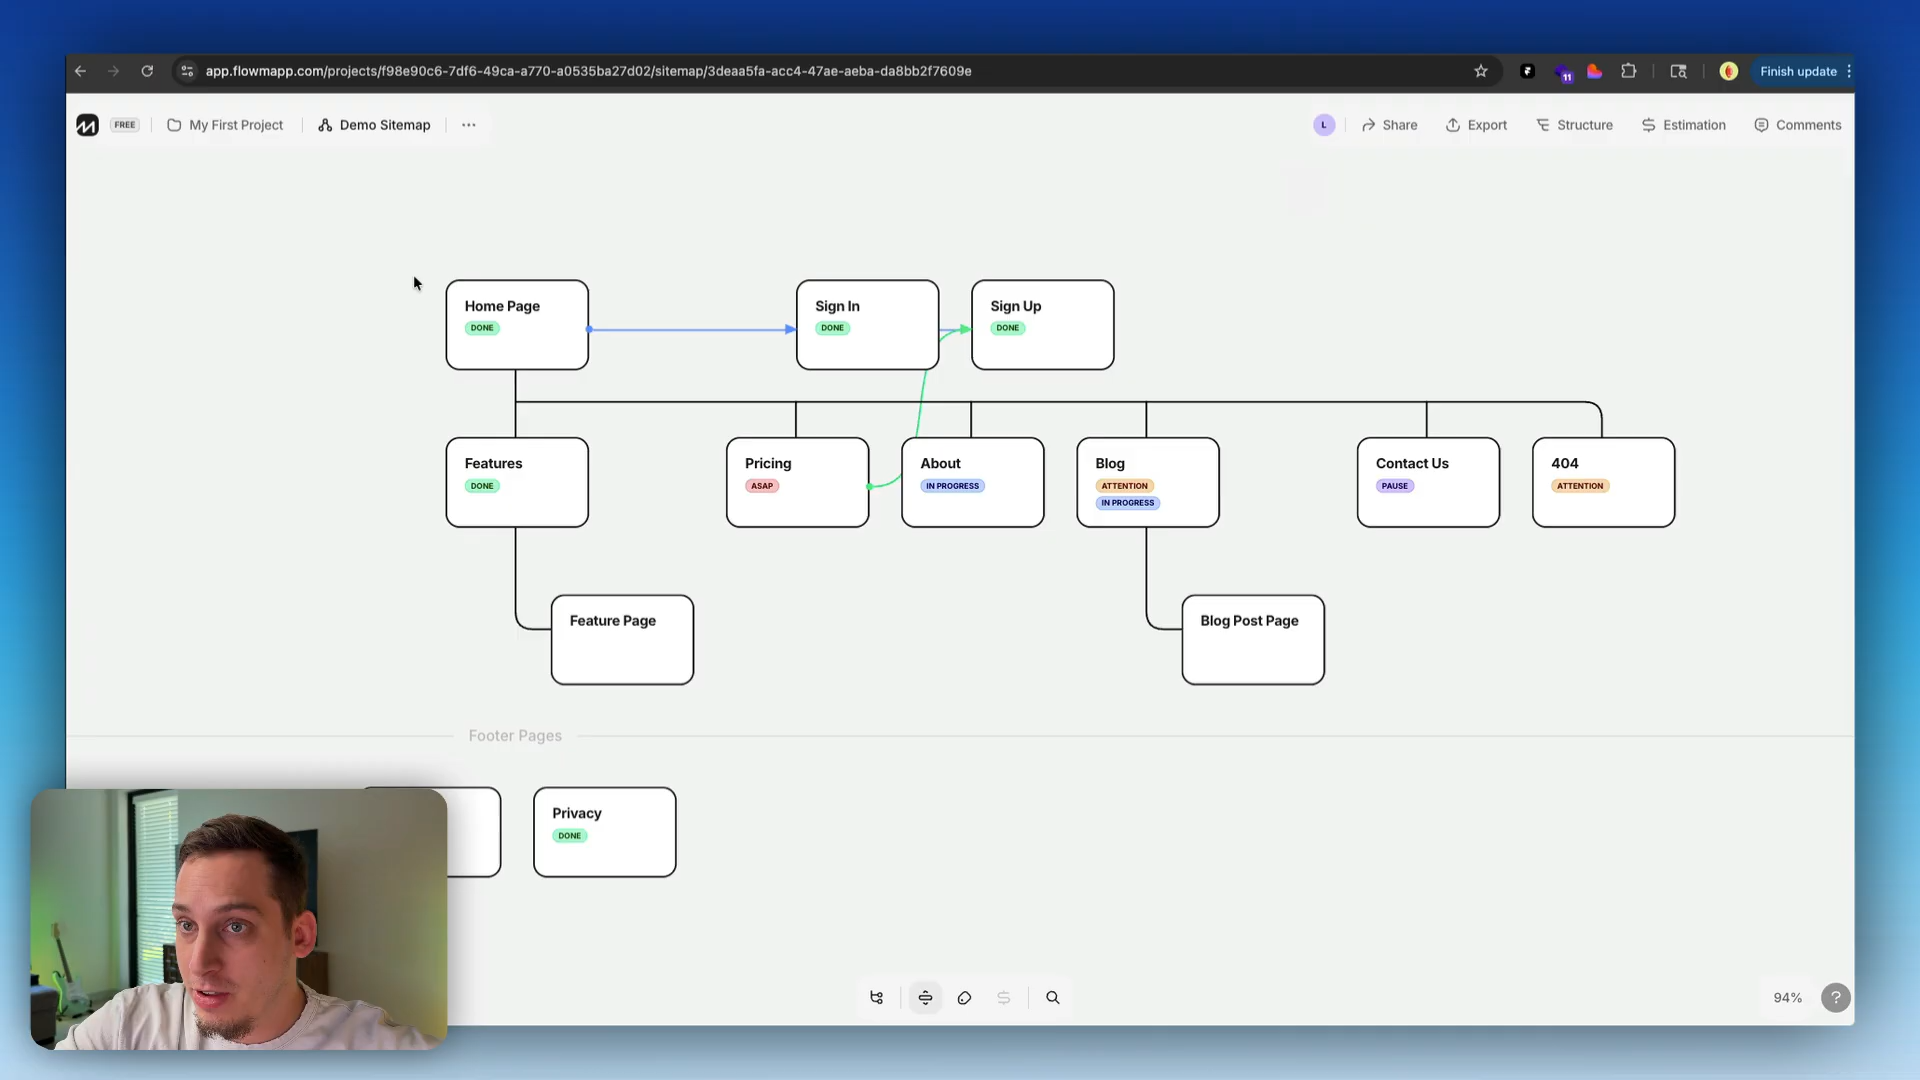 app.flowmapp.com/projects/f98e90c6-7df6-49ca-a770-a0535ba27d02/sitemap/3deaa5fa-acc4-47ae-aeba-da8bb2f7609e
11
Finish update
FREE
My First Project
Demo Sitemap
L
Share
Export
Structure
Estimation
Comments
Home Page
DONE
Sign In
DONE
Sign Up
DONE
Features
DONE
Pricing
ASAP
About
IN PROGRESS
Blog
ATTENTION
IN PROGRESS
Contact Us
PAUSE
404
ATTENTION
Feature Page
Blog Post Page
Footer Pages
Privacy
DONE
94%
?